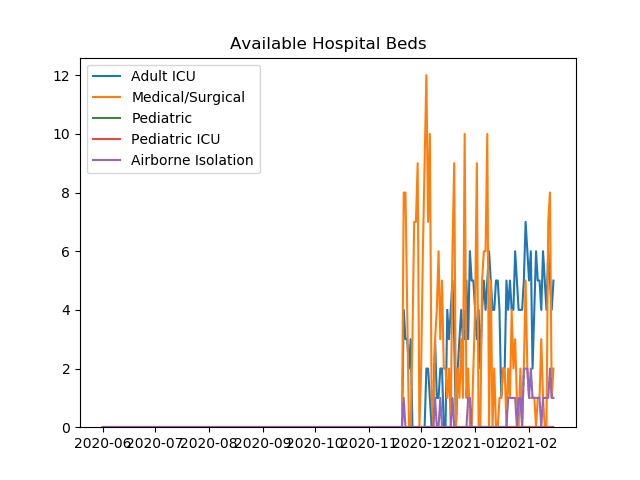 Available Hospital Beds
Adult ICU
Medical/Surgical
Pediatric
Pediatric ICU
Airborne Isolation
12
10
8
6
4
2
0
2020-06 2020-07 2020-08 2020-09 2020-10 2020-11 2020-12 2021-01 2021-02